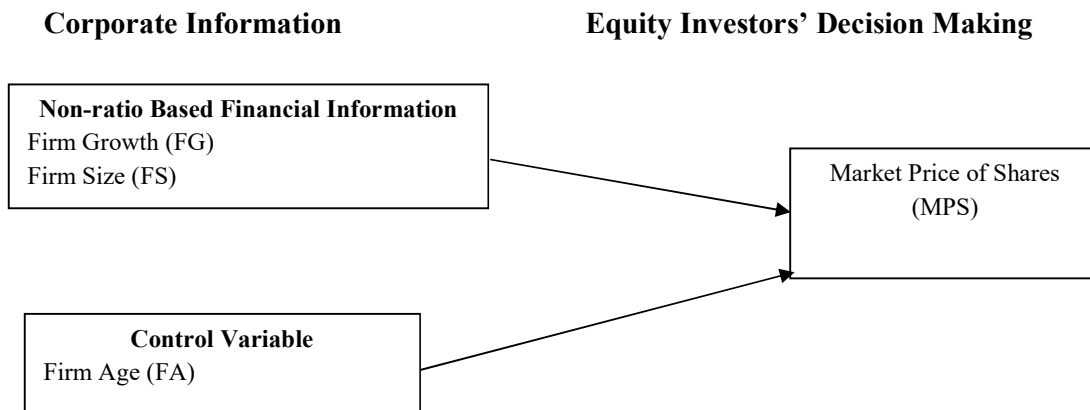 Corporate Information
Equity Investors’ Decision Making
Non-ratio Based Financial Information
Firm Growth (FG)
Firm Size (FS)
Market Price of Shares
(MPS)
Control Variable
Firm Age (FA)